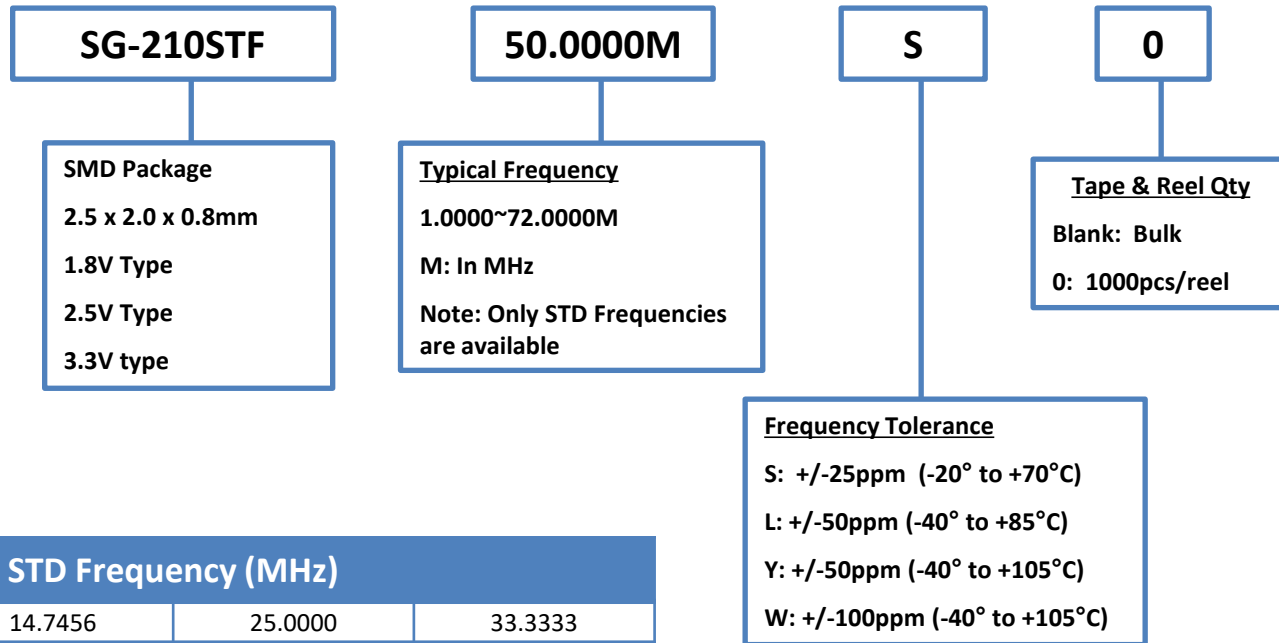 SG-210STF
50.0000M
S
0
SMD Package
2.5 x 2.0 x 0.8mm
1.8V Type
2.5V Type
3.3V type
Typical Frequency
1.0000~72.0000M
M: In MHz
Note: Only STD Frequencies
are available
Tape & Reel Qty
Blank: Bulk
0: 1000pcs/reel
Frequency Tolerance
S: +/-25ppm (-20° to +70°C)
L: +/-50ppm (-40° to +85°C)
Y: +/-50ppm (-40° to +105°C)
W: +/-100ppm (-40° to +105°C)
STD Frequency (MHz)
14.7456 25.0000 33.3333